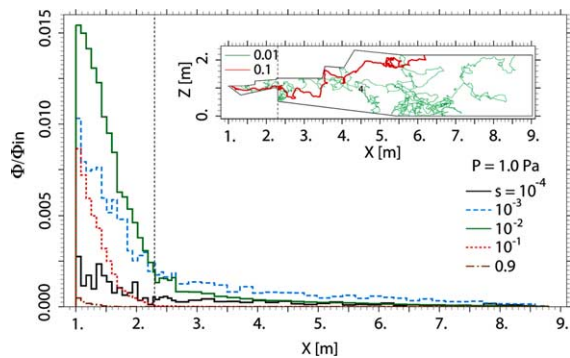 0.015
0.010
0.005
0.000
Φ/Φin
0.01
0.1
2.
0.
Z [m]
4.
1. 2. 3. 4. 5. 6. 7. 8. 9.
X [m]
P = 1.0 Pa
s = 10-4
10-3
10-2
10-1
0.9
1. 2. 3. 4. 5. 6. 7. 8. 9.
X [m]